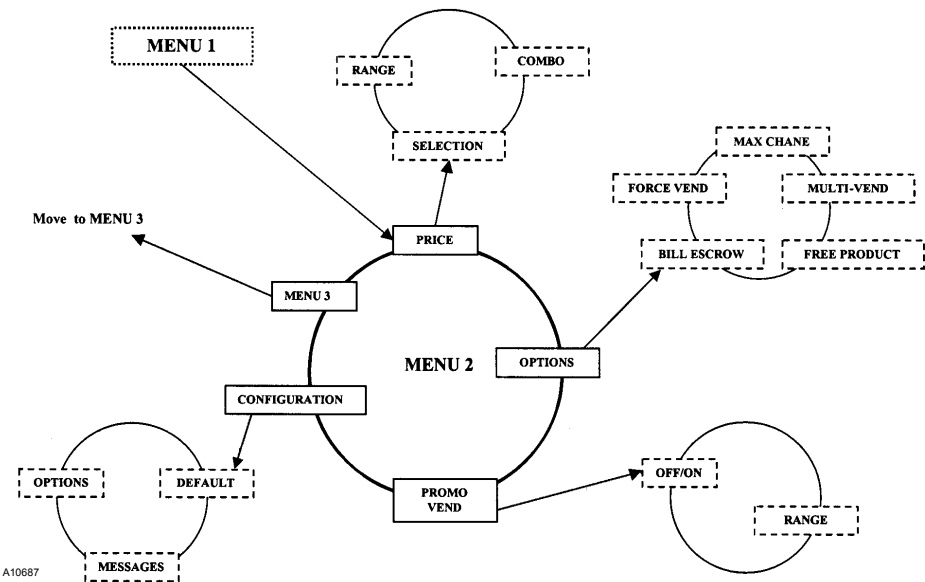 MENU 1
RANGE
COMBO
SELECTION
MAX CHANE
FORCE VEND
MULTI-VEND
BILL ESCROW
FREE PRODUCT
Move to MENU 3
PRICE
MENU 3
MENU 2
OPTIONS
CONFIGURATION
PROMO
VEND
OFF/ON
RANGE
OPTIONS
DEFAULT
MESSAGES
A10687